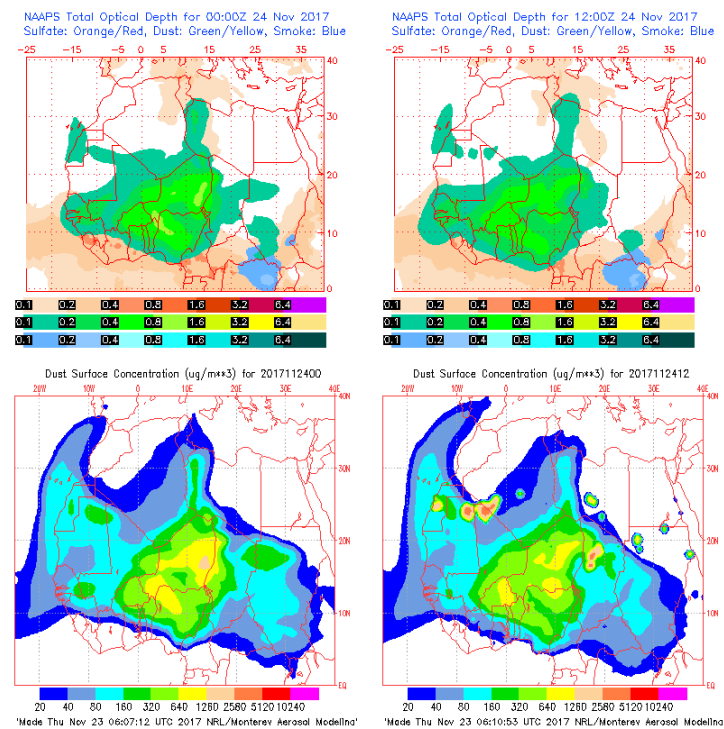 NAAPS Total Optical Depth for 00:00Z 24 Nov 2017
Sulfate: Orange/Red, Dust: Green/Yellow, Smoke: Blue
-25 -15 -5 0 5 15 25 35
40
30
20
10
0
0.1 0.2 0.4 0.8 1.6 3.2 6.4
0.1 0.2 0.4 0.8 1.6 3.2 6.4
0.1 0.2 0.4 0.8 1.6 3.2 6.4
NAAPS Total Optical Depth for 12:00Z 24 Nov 2017
Sulfate: Orange/Red, Dust: Green/Yellow, Smoke: Blue
-25 -15 -5 0 5 15 25 35
40
30
20
10
0
0.1 0.2 0.4 0.8 1.6 3.2 6.4
0.1 0.2 0.4 0.8 1.6 3.2 6.4
0.1 0.2 0.4 0.8 1.6 3.2 6.4
Dust Surface Concentration (ug/m**3) for 2017112400
20W 10W 0 10E 20E 30E 40E
40N
30N
20N
10N
EQ
20 40 80 160 320 640 1280 2580 5120 10240
'Made Thu Nov 23 06:07:12 UTC 2017 NRL/Monterey Aerosol Modeling'
Dust Surface Concentration (ug/m**3) for 2017112412
20W 10W 0 10E 20E 30E 40E
40N
30N
20N
10N
EQ
20 40 80 160 320 640 1280 2580 5120 10240
'Made Thu Nov 23 06:10:53 UTC 2017 NRL/Monterey Aerosol Modeling'